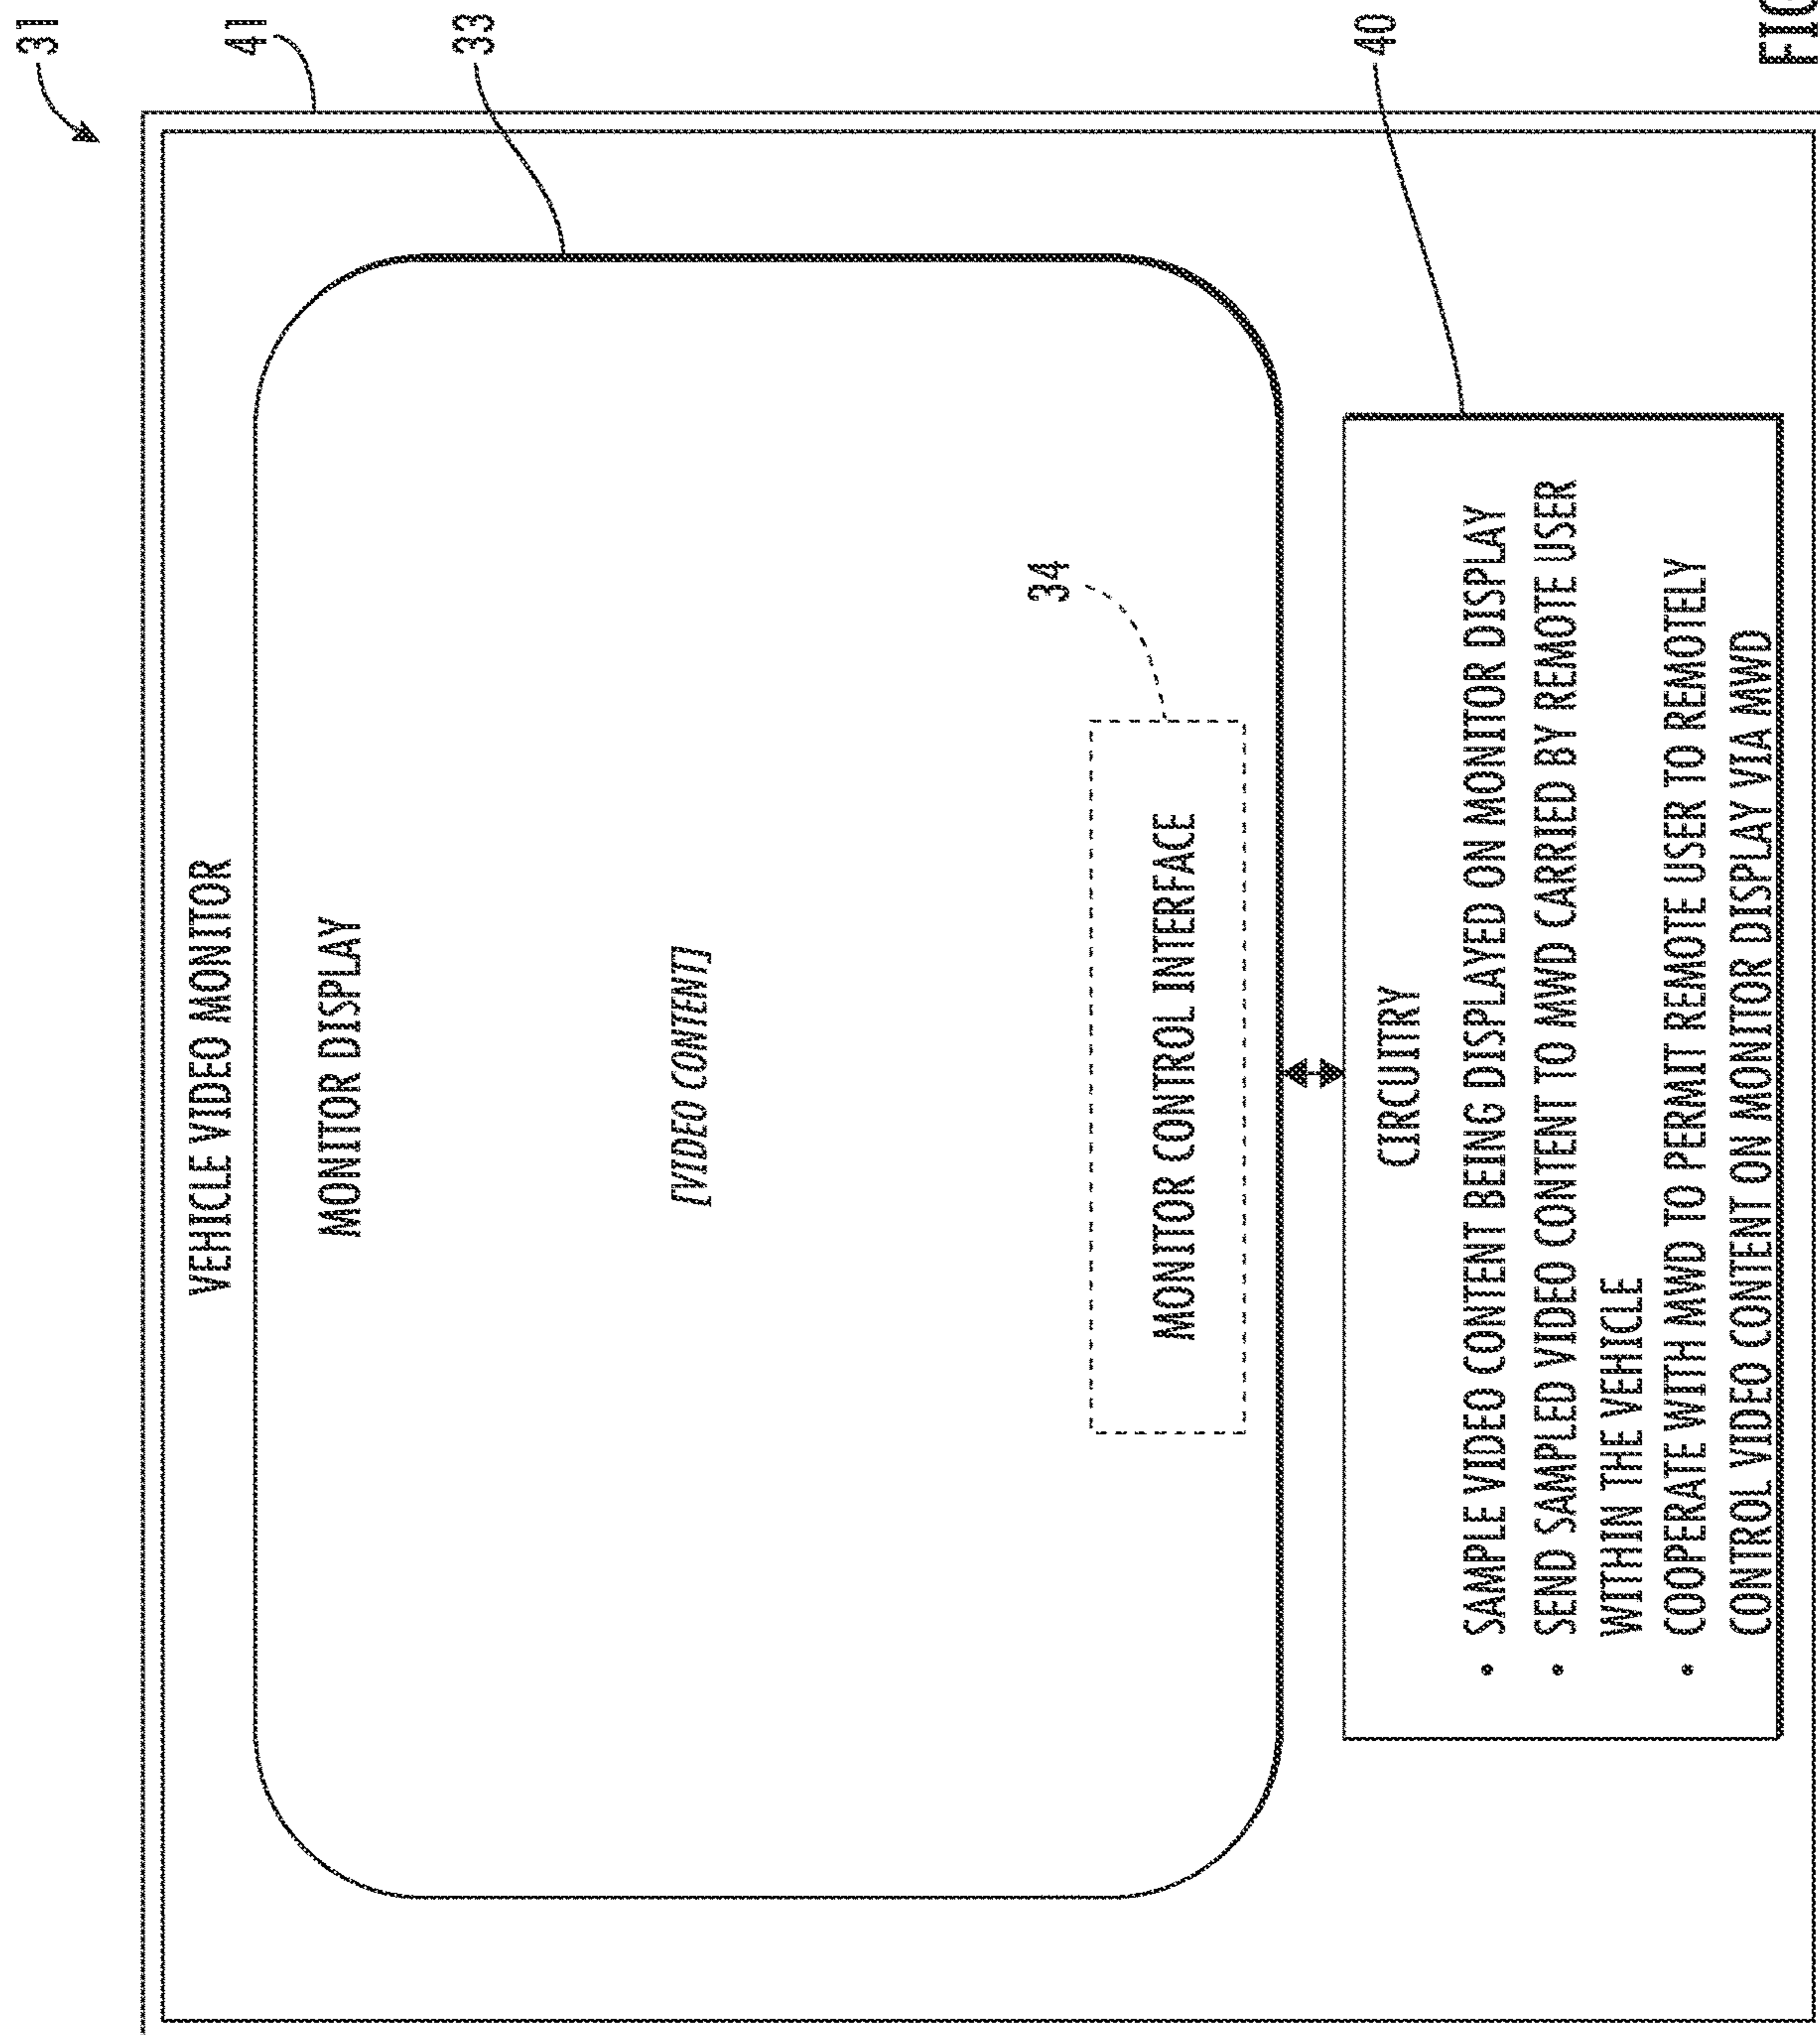 31
41
33
40
VEHICLE VIDEO MONITOR
MONITOR DISPLAY
[VIDEO CONTENT]
34
MONITOR CONTROL INTERFACE
CIRCUITRY
• SAMPLE VIDEO CONTENT BEING DISPLAYED ON MONITOR DISPLAY
• SEND SAMPLED VIDEO CONTENT TO MWD CARRIED BY REMOTE USER
WITHIN THE VEHICLE
• COOPERATE WITH MWD TO PERMIT REMOTE USER TO REMOTELY
CONTROL VIDEO CONTENT ON MONITOR DISPLAY VIA MWD
FIG